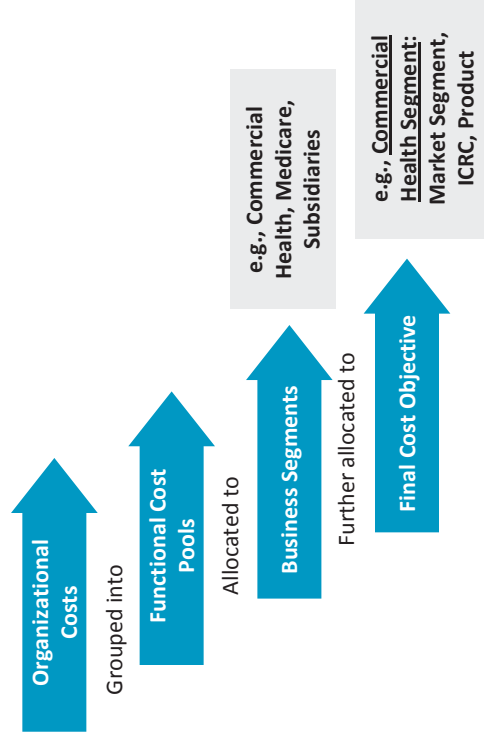 Organizational
Costs
Grouped into
Functional Cost
Pools
Allocated to
Business Segments
e.g., Commercial
Health, Medicare,
Subsidiaries
Further allocated to
Final Cost Objective
e.g., Commercial
Health Segment:
Market Segment,
ICRC, Product